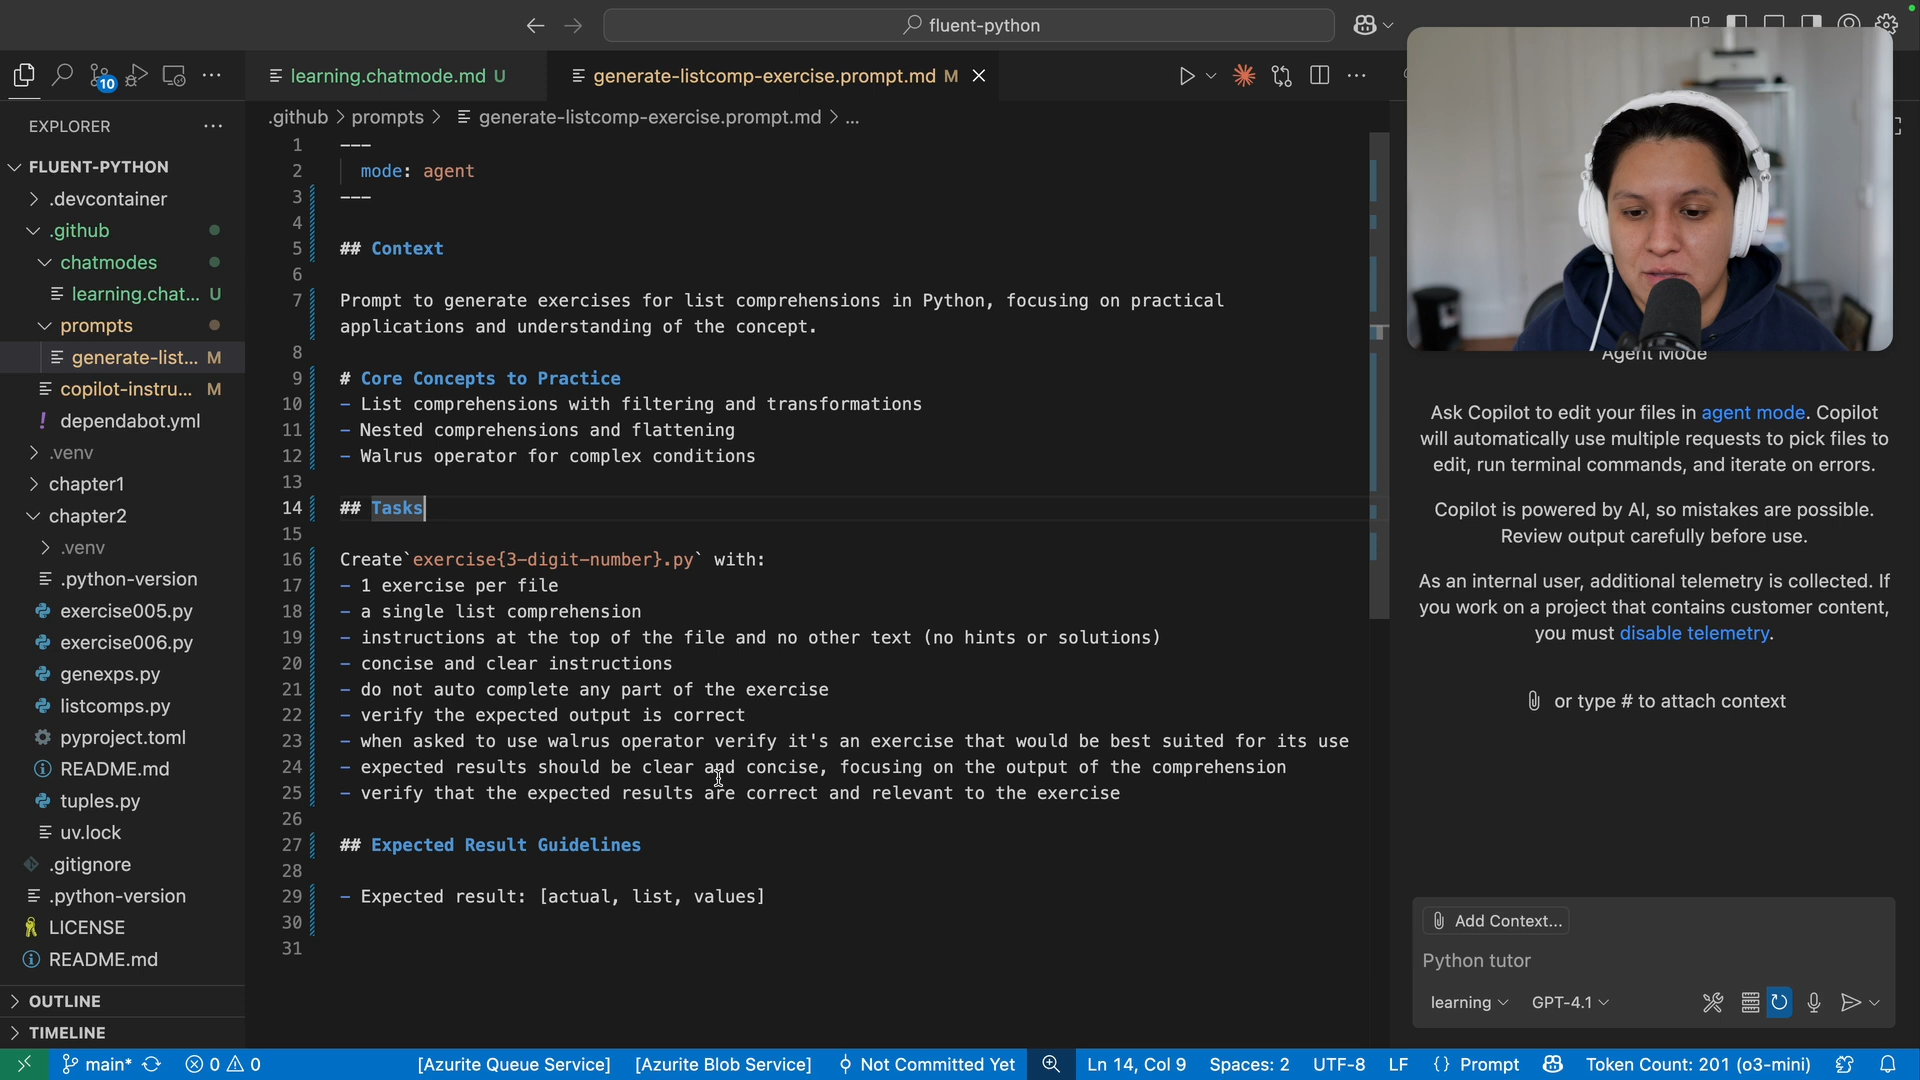 fluent-python
10
learning.chatmode.md U
generate-listcomp-exercise.prompt.md M
.github > prompts > generate-listcomp-exercise.prompt.md > ...
EXPLORER
FLUENT-PYTHON
.devcontainer
.github
chatmodes
learning.chat... U
prompts
generate-list... M
copilot-instru... M
! dependabot.yml
.venv
chapter1
chapter2
.venv
.python-version
exercise005.py
exercise006.py
genexps.py
listcomps.py
pyproject.toml
README.md
tuples.py
uv.lock
.gitignore
.python-version
LICENSE
README.md
OUTLINE
TIMELINE
1 ---
2 mode: agent
3 ---
4
5 ## Context
6
7 Prompt to generate exercises for list comprehensions in Python, focusing on practical
applications and understanding of the concept.
8
9 # Core Concepts to Practice
10 - List comprehensions with filtering and transformations
11 - Nested comprehensions and flattening
12 - Walrus operator for complex conditions
13
14 ## Tasks
15
16 Create`exercise{3-digit-number}.py` with:
17 - 1 exercise per file
18 - a single list comprehension
19 - instructions at the top of the file and no other text (no hints or solutions)
20 - concise and clear instructions
21 - do not auto complete any part of the exercise
22 - verify the expected output is correct
23 - when asked to use walrus operator verify it's an exercise that would be best suited for its use
24 - expected results should be clear and concise, focusing on the output of the comprehension
25 - verify that the expected results are correct and relevant to the exercise
26
27 ## Expected Result Guidelines
28
29 - Expected result: [actual, list, values]
30
31
Agent Mode
Ask Copilot to edit your files in agent mode. Copilot
will automatically use multiple requests to pick files to
edit, run terminal commands, and iterate on errors.
Copilot is powered by AI, so mistakes are possible.
Review output carefully before use.
As an internal user, additional telemetry is collected. If
you work on a project that contains customer content,
you must disable telemetry.
or type # to attach context
Add Context...
Python tutor
learning GPT-4.1
main* 0 0 [Azurite Queue Service] [Azurite Blob Service] Not Committed Yet Ln 14, Col 9 Spaces: 2 UTF-8 LF {} Prompt Token Count: 201 (o3-mini)